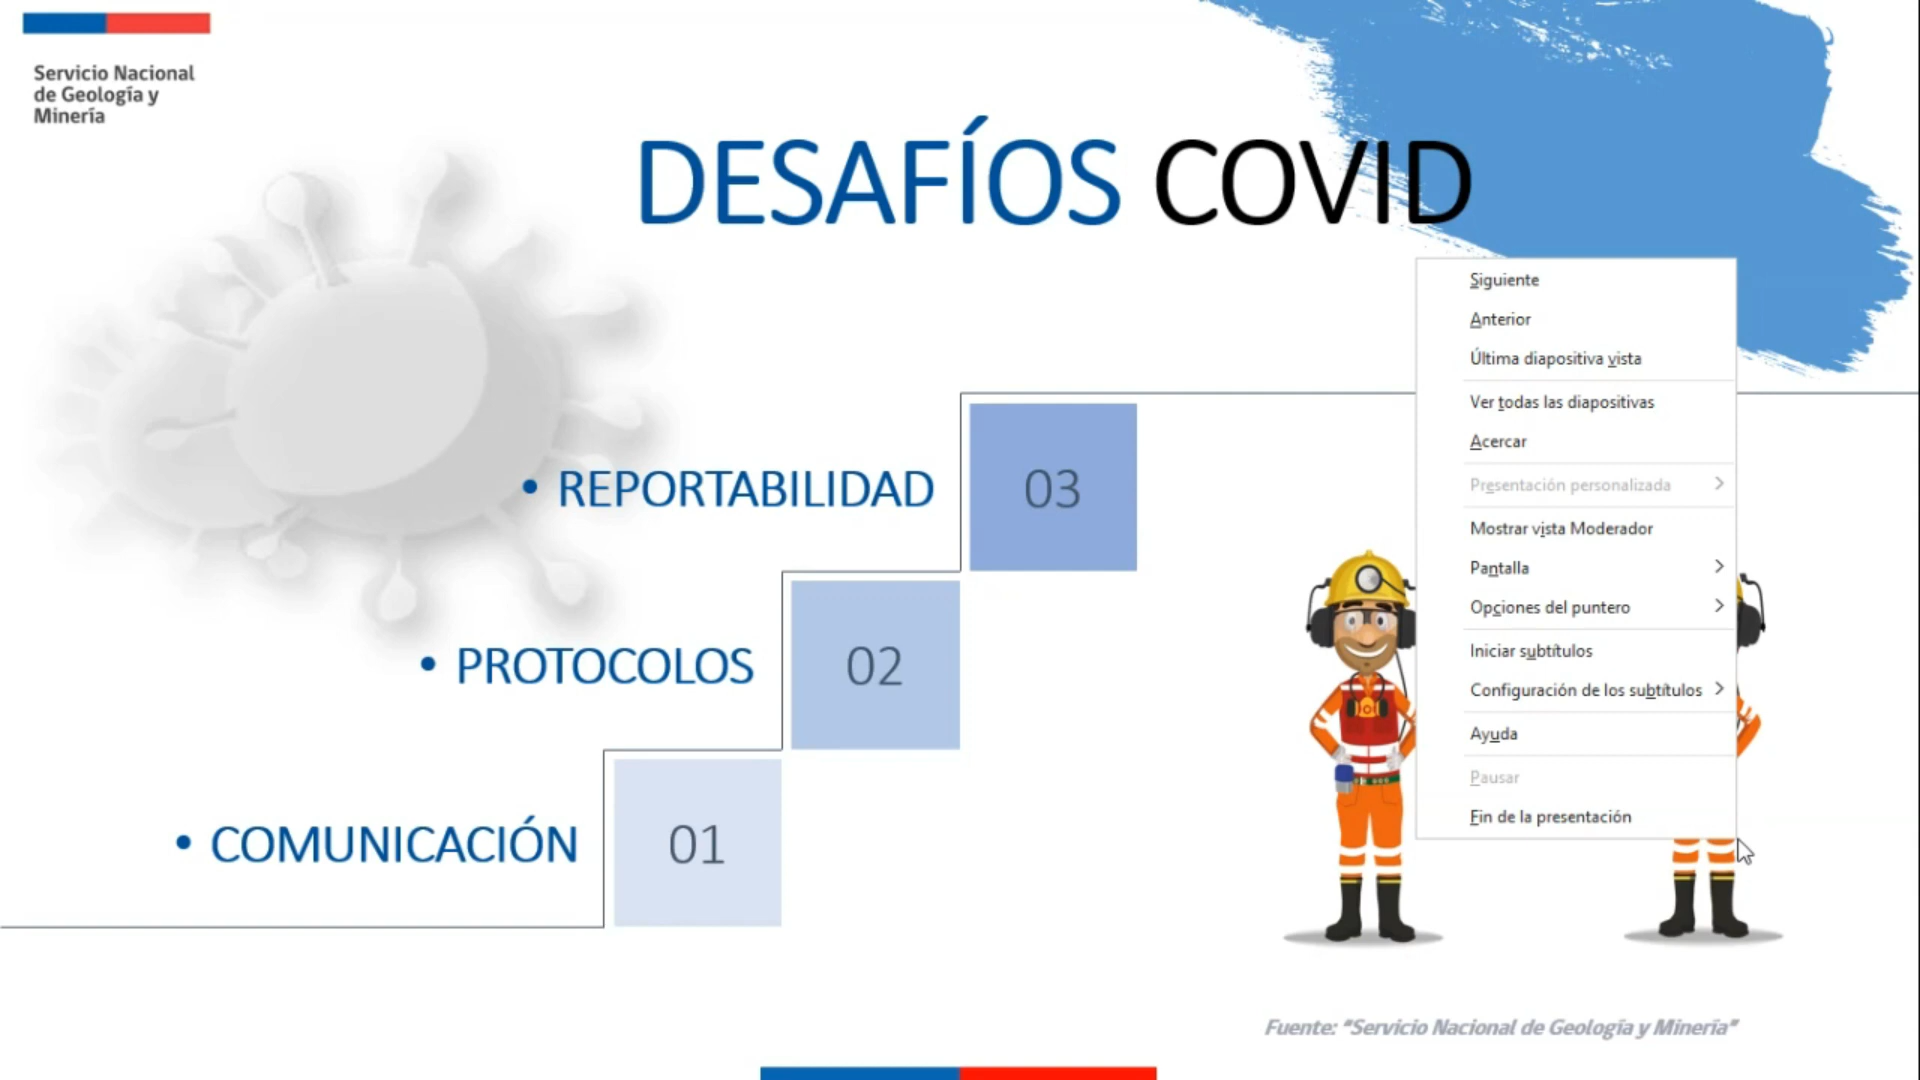 Servicio Nacional
de Geología y
Minería
DESAFÍOS COVID
Siguiente
Anterior
Última diapositiva vista
Ver todas las diapositivas
Acercar
Presentación personalizada
Mostrar vista Moderador
Pantalla
Opciones del puntero
Iniciar subtítulos
Configuración de los subtítulos
Ayuda
Pausar
Fin de la presentación
• REPORTABILIDAD
03
• PROTOCOLOS
02
• COMUNICACIÓN
01
Fuente: "Servicio Nacional de Geología y Minería"